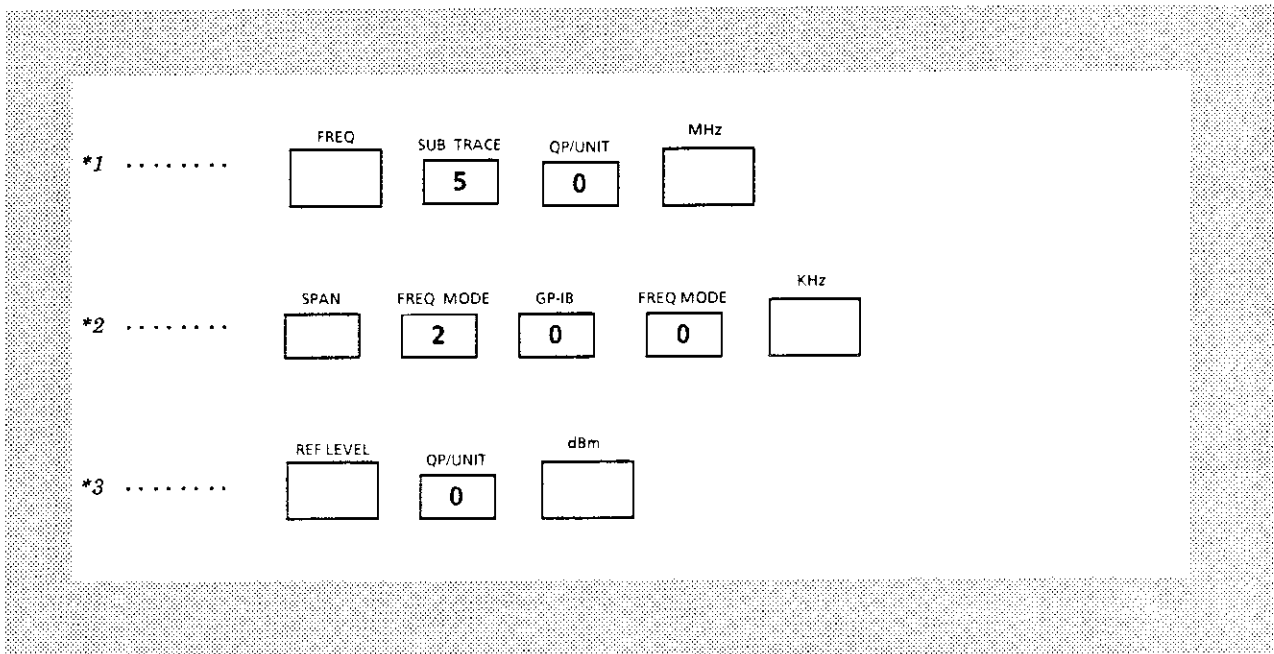 FREQ SUB TRACE QP/UNIT MHz
*1 ........ 5 0
SPAN FREQ MODE GP-IB FREQ MODE KHz
*2 ........ 2 0 0
REF LEVEL QP/UNIT dBm
*3 ........ 0